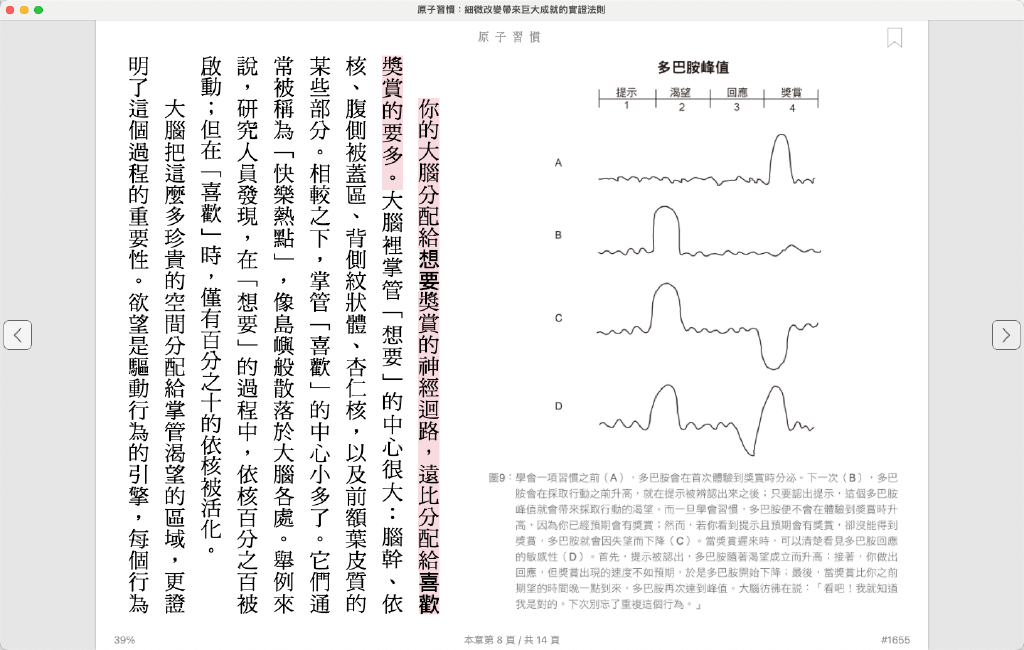 原子習慣：細微改變帶來巨大成就的實證法則
原子習慣
多巴胺峰值
提示 渴望 回應 獎賞
1 2 3 4
A
B
C
D
圖9：學會一項習慣之前（A），多巴胺會在首次體驗到獎賞時分泌。下一次（B），多巴
胺會在採取行動之前升高，就在提示被辨認出來之後；只要認出提示，這個多巴胺
峰值就會帶來採取行動的渴望。而一旦學會習慣，多巴胺便不會在體驗到獎賞時升
高，因為你已經預期會有獎賞；然而，若你看到提示且預期會有獎賞，卻沒能得到
獎賞，多巴胺就會因失望而下降（C）。當獎賞遲來時，可以清楚看見多巴胺回應
的敏感性（D）。首先，提示被認出，多巴胺隨著渴望成立而升高；接著，你做出
回應，但獎賞出現的速度不如預期，於是多巴胺開始下降；最後，當獎賞比你之前
期望的時間晚一點到來，多巴胺再次達到峰值。大腦彷彿在說：「看吧！我就知道
我是對的。下次別忘了重複這個行為。」
你的大腦分配給想要獎賞的神經迴路，遠比分配給喜歡
獎賞的要多。大腦裡掌管「想要」的中心很大：腦幹、依
核、腹側被蓋區、背側紋狀體、杏仁核，以及前額葉皮質的
某些部分。相較之下，掌管「喜歡」的中心小多了。它們通
常被稱為「快樂熱點」，像島嶼般散落於大腦各處。舉例來
說，研究人員發現，在「想要」的過程中，依核百分之百被
啟動；但在「喜歡」時，僅有百分之十的依核被活化。
大腦把這麼多珍貴的空間分配給掌管渴望的區域，更證
明了這個過程的重要性。欲望是驅動行為的引擎，每個行為
39%
本章第 8 頁 / 共 14 頁
#1655